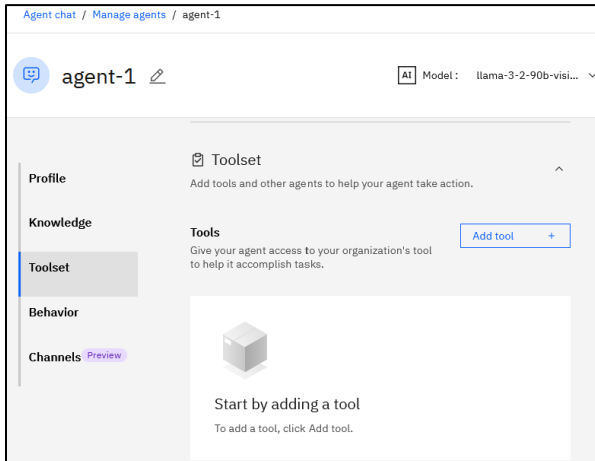 Agent chat / Manage agents / agent-1
agent-1
AI Model : llama-3-2-90b-visi...
Profile
Knowledge
Toolset
Behavior
Channels Preview
Toolset
Add tools and other agents to help your agent take action.
Tools
Give your agent access to your organization's tool
to help it accomplish tasks.
Add tool +
Start by adding a tool
To add a tool, click Add tool.